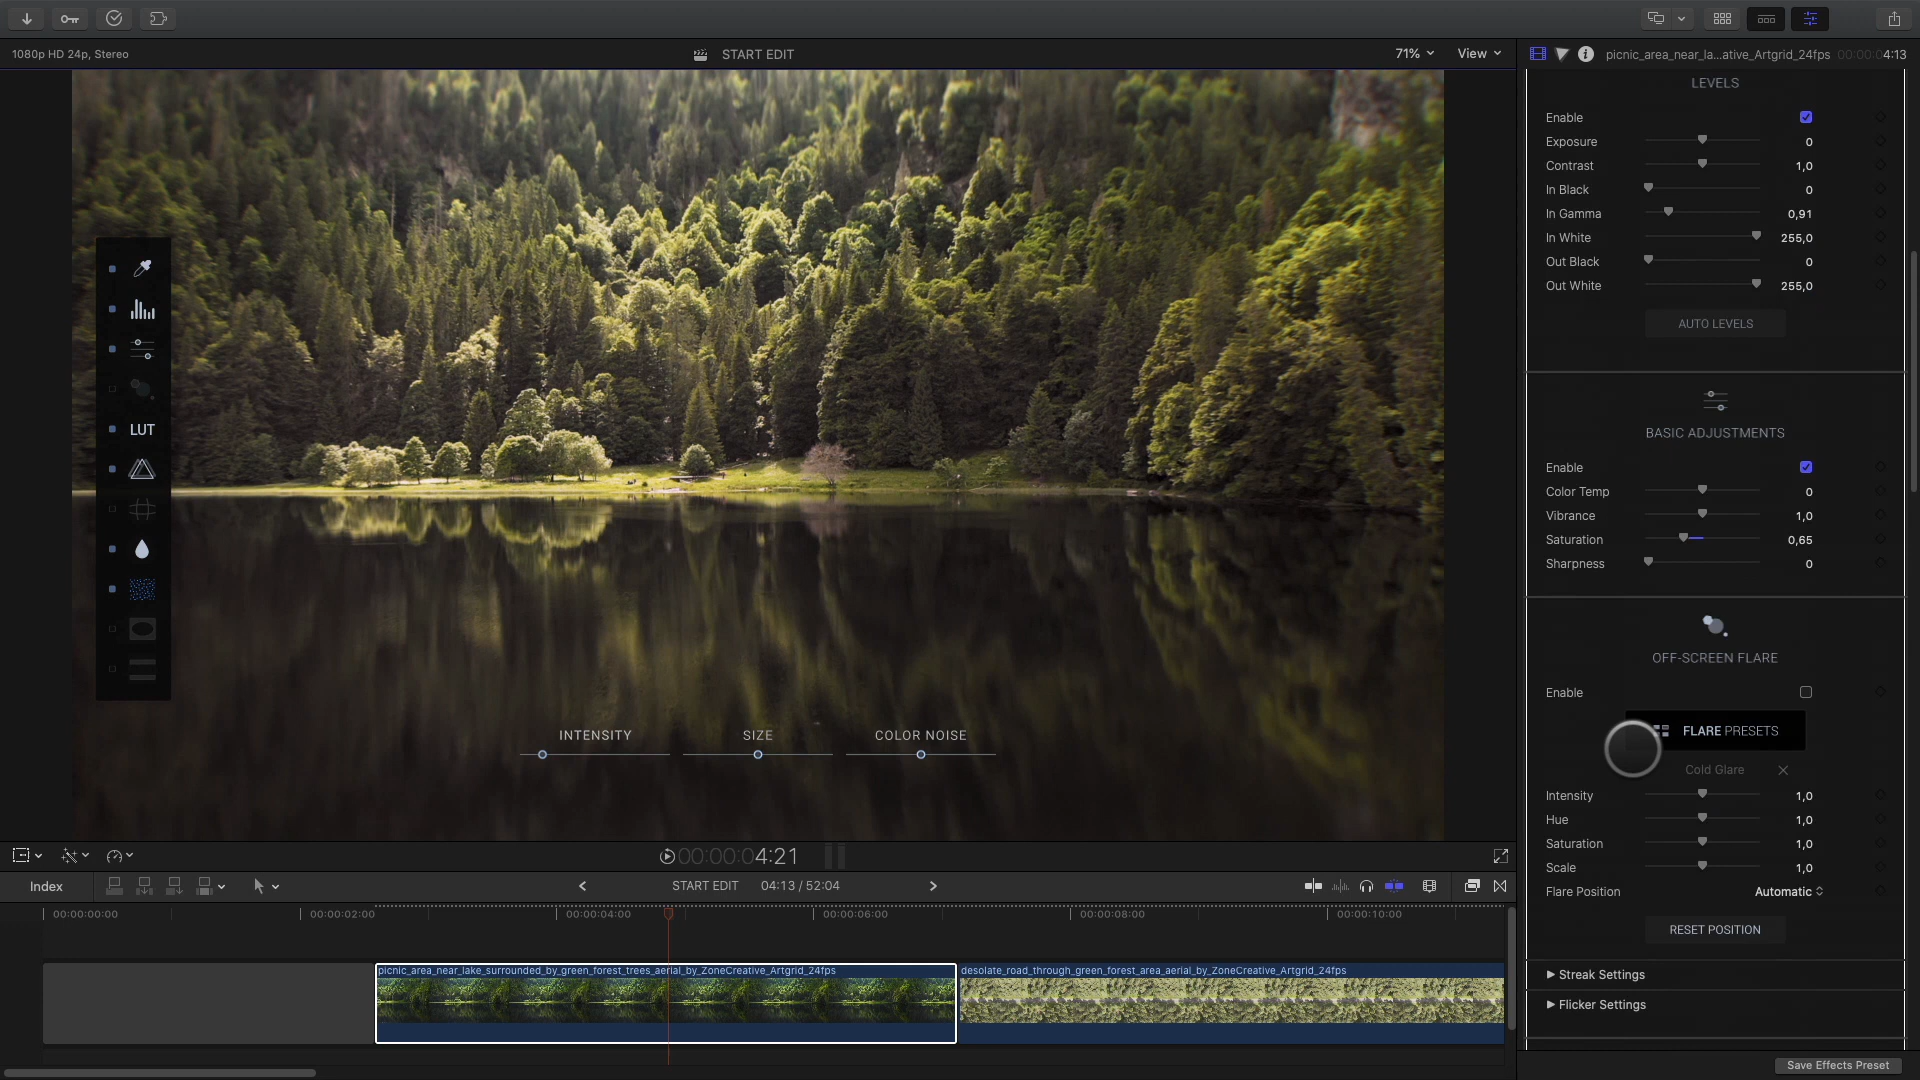 1080p HD 24p, Stereo
START EDIT
71%
View
picnic_area_near_la...ative_Artgrid_24fps
00:00:04:13
LEVELS
Enable
Exposure 0
Contrast 1,0
In Black 0
In Gamma 0,91
In White 255,0
Out Black 0
Out White 255,0
AUTO LEVELS
BASIC ADJUSTMENTS
Enable
Color Temp 0
Vibrance 1,0
Saturation 0,65
Sharpness 0
OFF-SCREEN FLARE
Enable
FLARE PRESETS
Cold Glare
Intensity 1,0
Hue 1,0
Saturation 1,0
Scale 1,0
Flare Position Automatic
RESET POSITION
Streak Settings
Flicker Settings
Save Effects Preset
LUT
INTENSITY SIZE COLOR NOISE
00:00:04:21
Index
START EDIT 04:13 / 52:04
00:00:00:00 00:00:02:00 00:00:04:00 00:00:06:00 00:00:08:00 00:00:10:00
picnic_area_near_lake_surrounded_by_green_forest_trees_aerial_by_ZoneCreative_Artgrid_24fps
desolate_road_through_green_forest_area_aerial_by_ZoneCreative_Artgrid_24fps